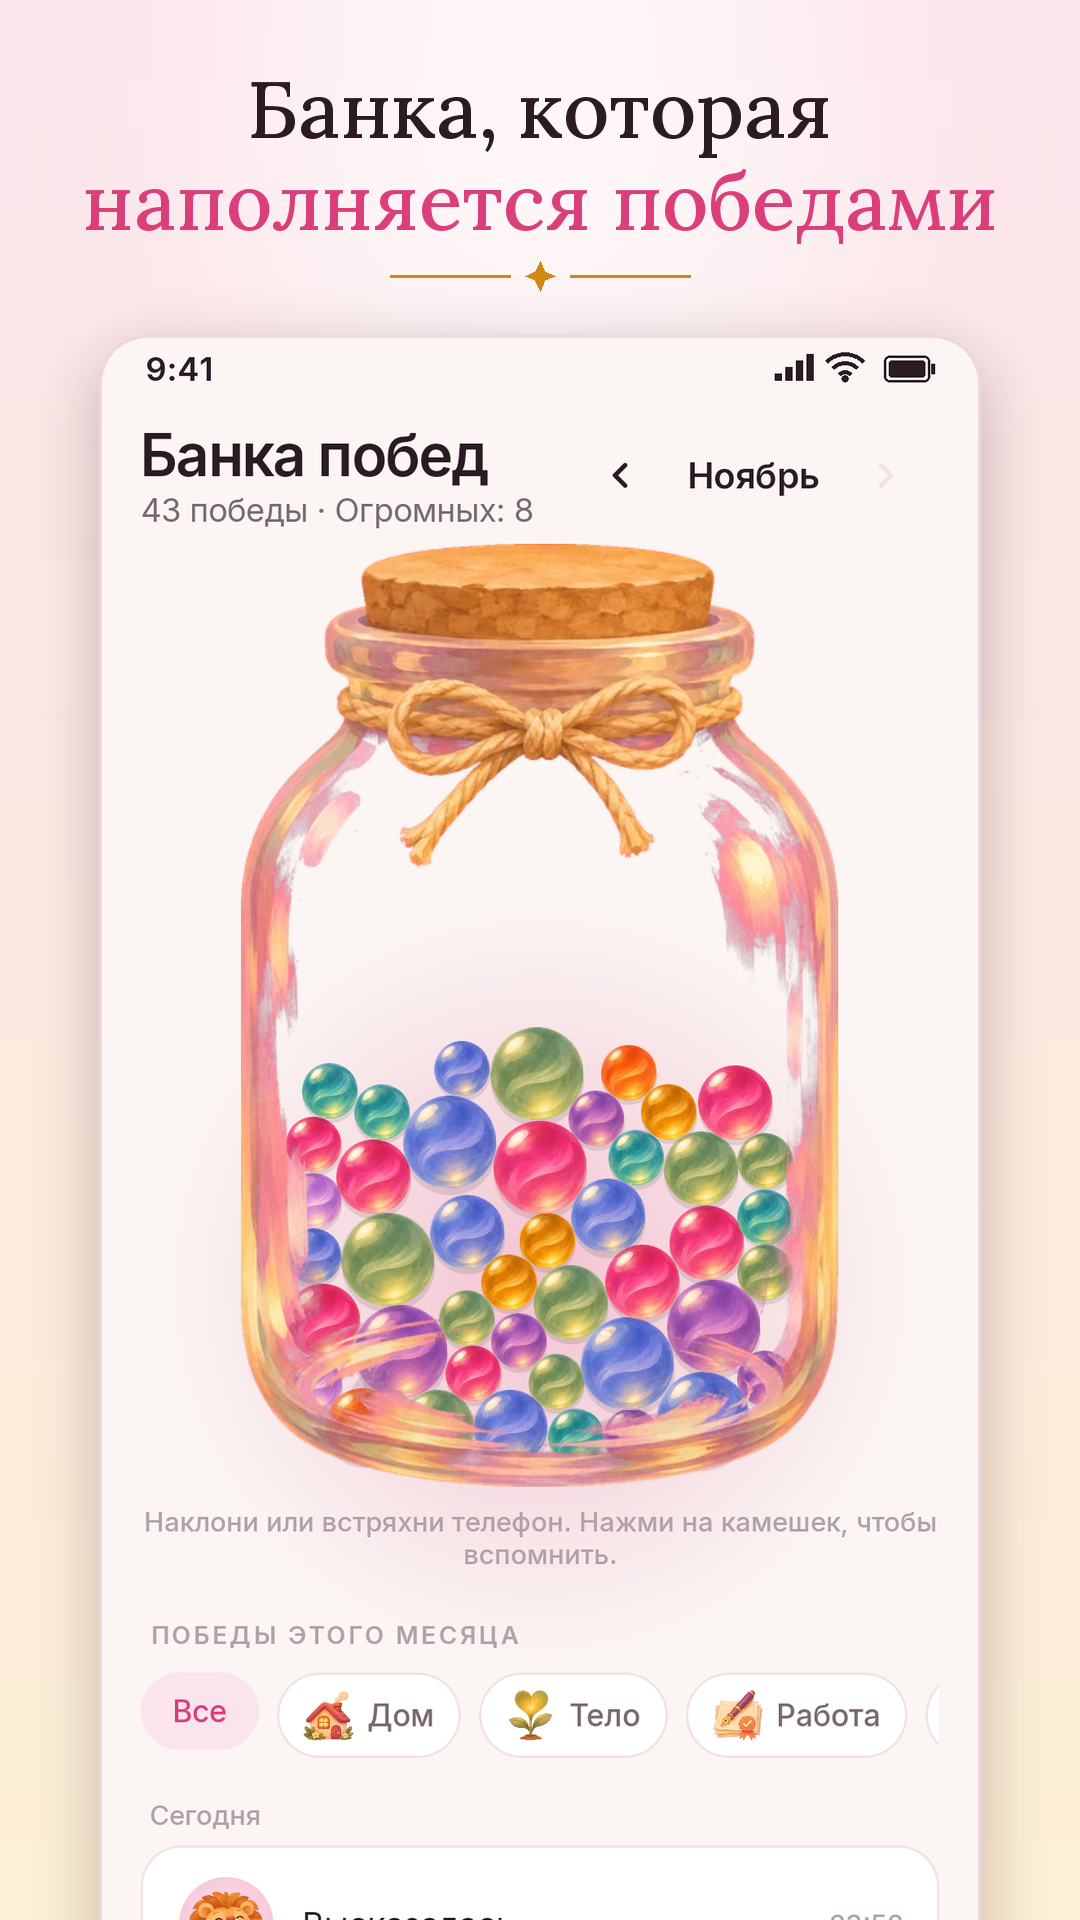 Банка, которая
наполняется победами
9:41
Банка побед
43 победы · Огромных: 8
Ноябрь
Наклони или встряхни телефон. Нажми на камешек, чтобы
вспомнить.
ПОБЕДЫ ЭТОГО МЕСЯЦА
Все
Дом
Тело
Работа
Сегодня